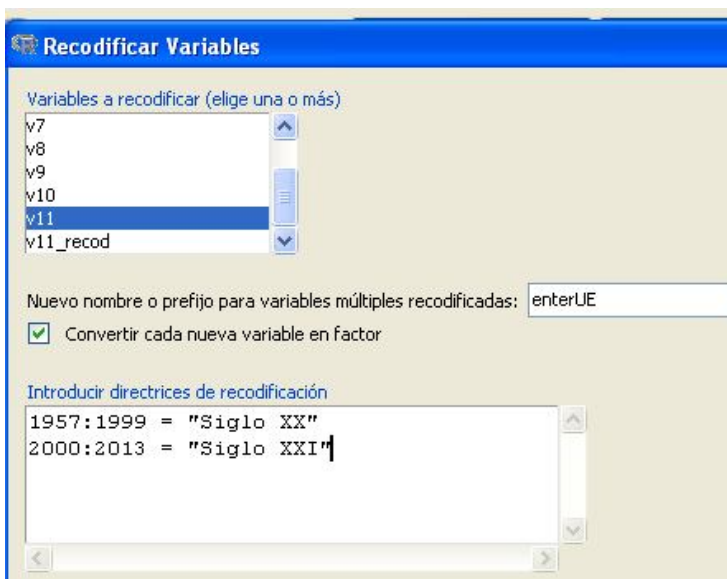 Recodificar Variables
Variables a recodificar (elige una o más)
v7
v8
v9
v10
v11
v11_recod
Nuevo nombre o prefijo para variables múltiples recodificadas: enterUE
Convertir cada nueva variable en factor
Introducir directrices de recodificación
1957:1999 = "Siglo XX"
2000:2013 = "Siglo XXI"